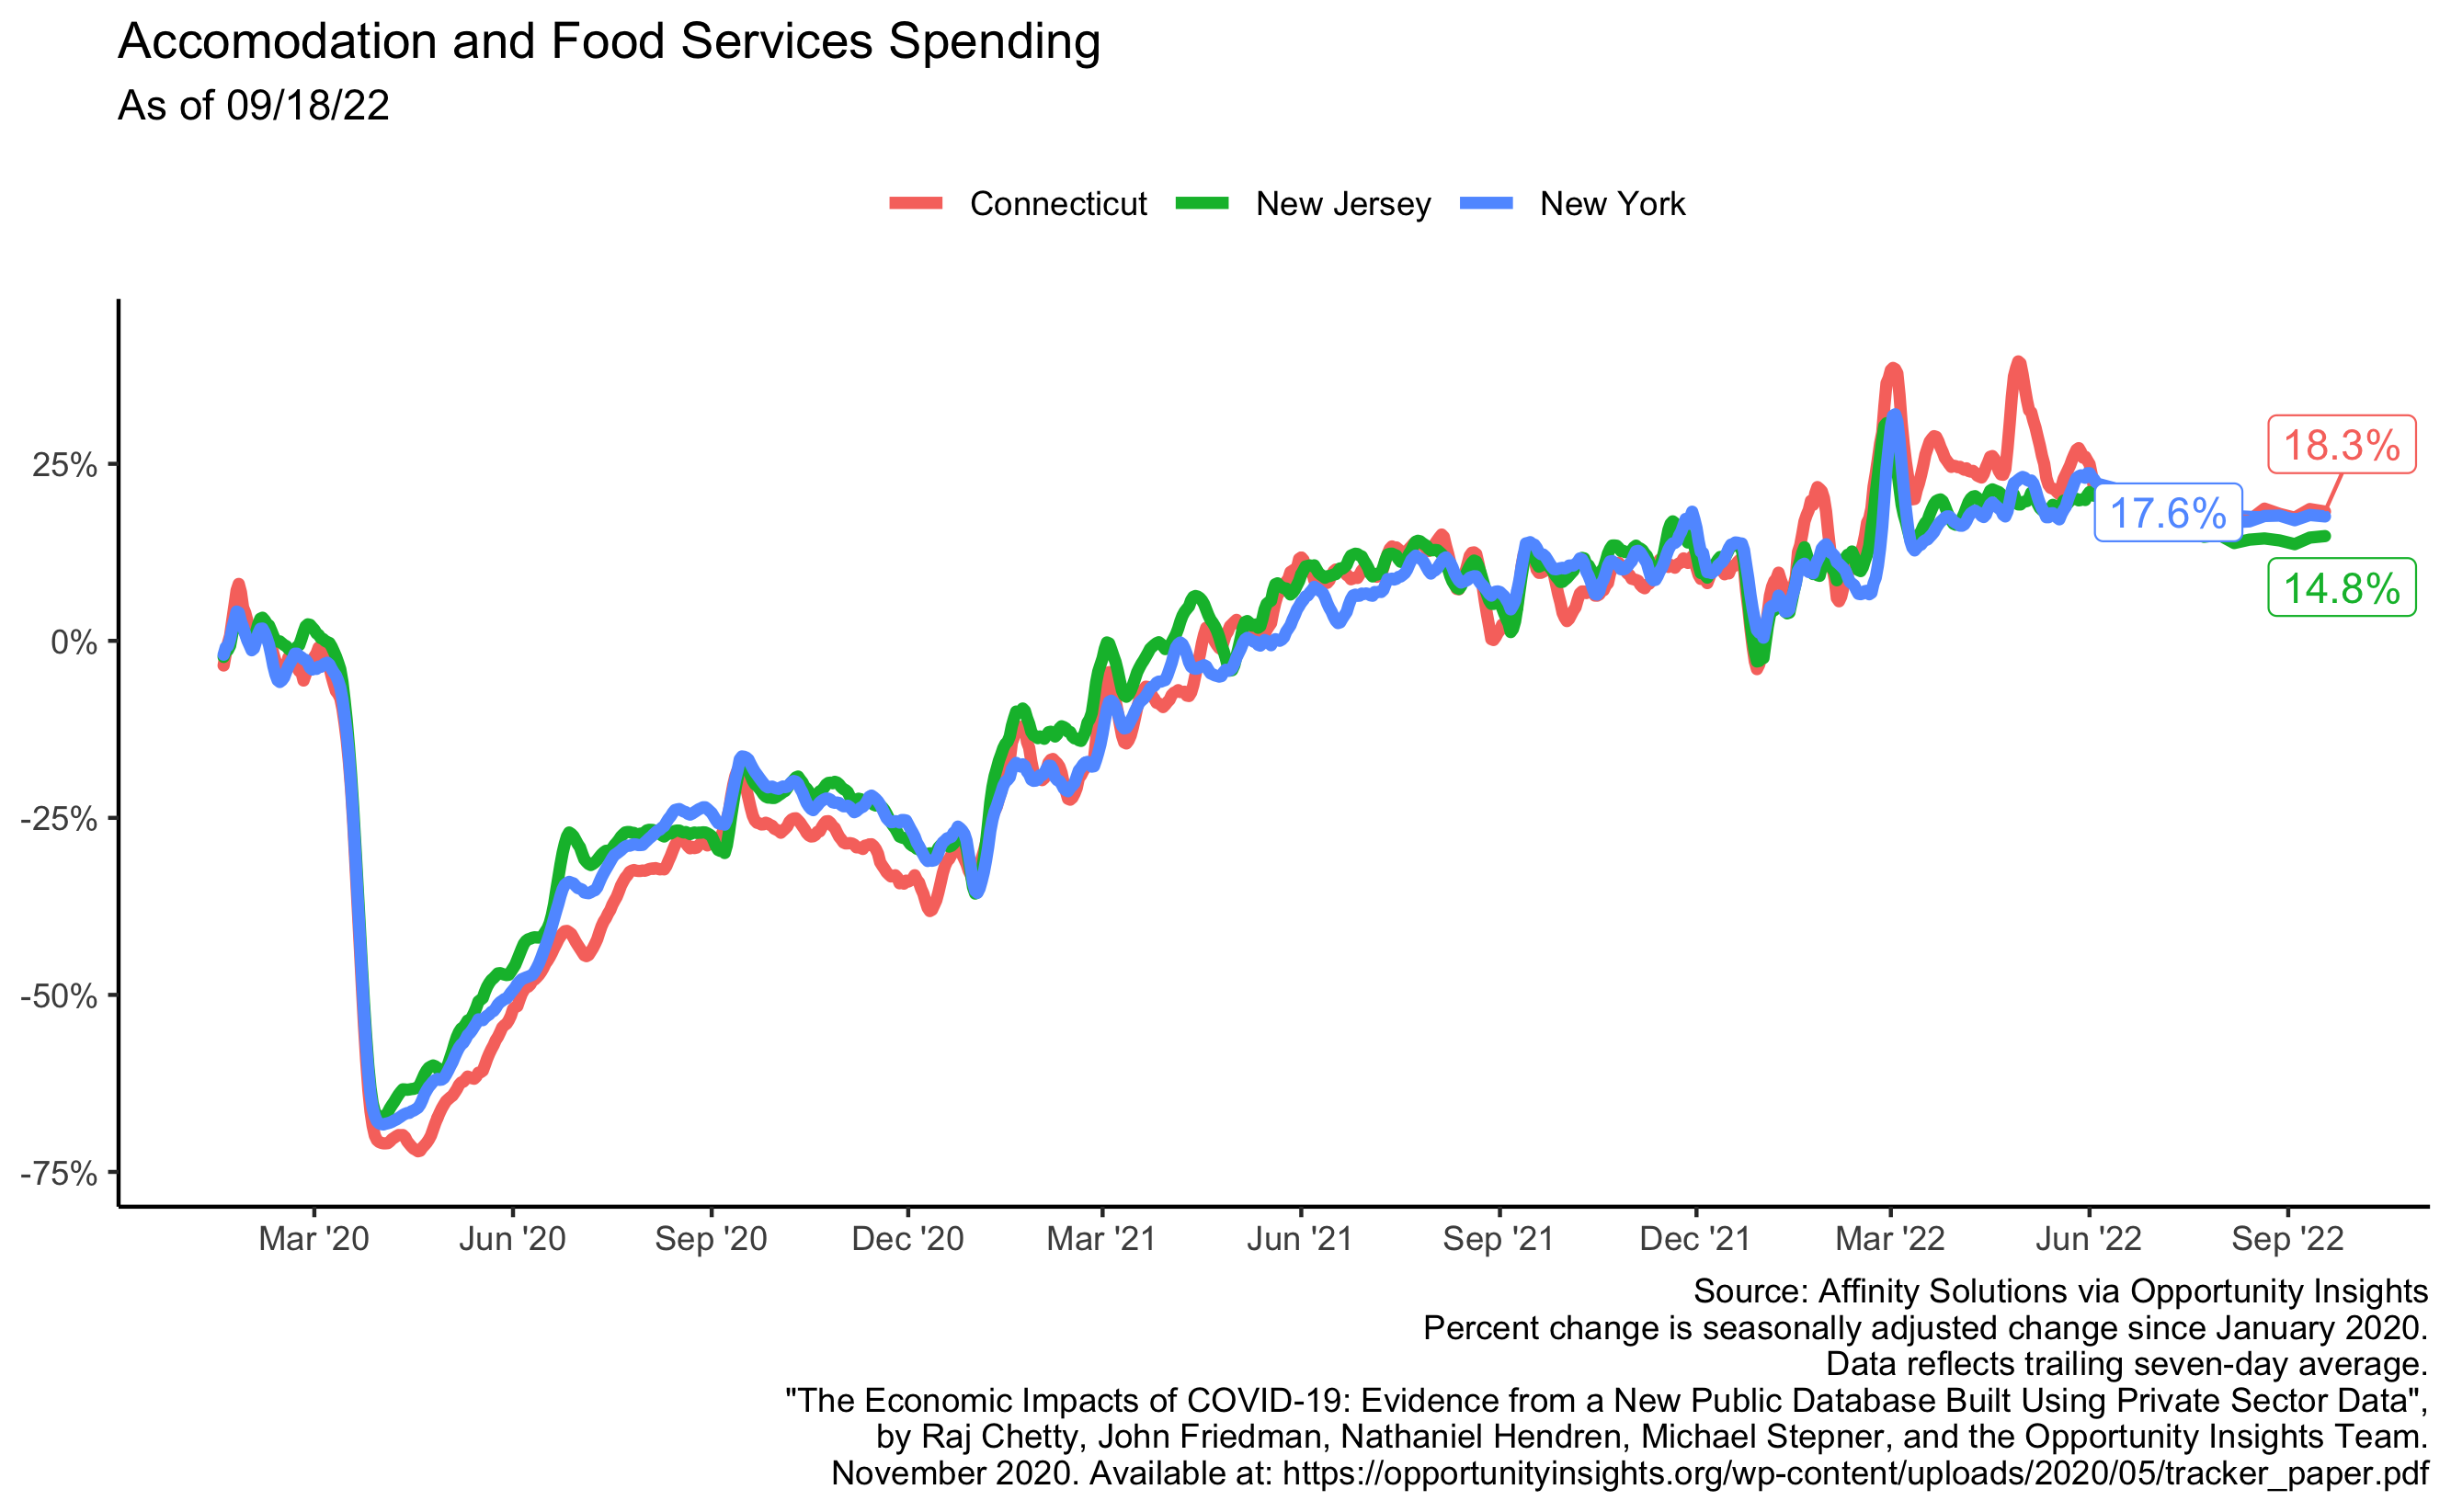 Accomodation and Food Services Spending
As of 09/18/22
Connecticut New Jersey New York
25%
0%
-25%
-50%
-75%
18.3%
17.6%
14.8%
Mar '20 Jun '20 Sep '20 Dec '20 Mar '21 Jun '21 Sep '21 Dec '21 Mar '22 Jun '22 Sep '22
Source: Affinity Solutions via Opportunity Insights
Percent change is seasonally adjusted change since January 2020.
Data reflects trailing seven-day average.
"The Economic Impacts of COVID-19: Evidence from a New Public Database Built Using Private Sector Data",
by Raj Chetty, John Friedman, Nathaniel Hendren, Michael Stepner, and the Opportunity Insights Team.
November 2020. Available at: https://opportunityinsights.org/wp-content/uploads/2020/05/tracker_paper.pdf